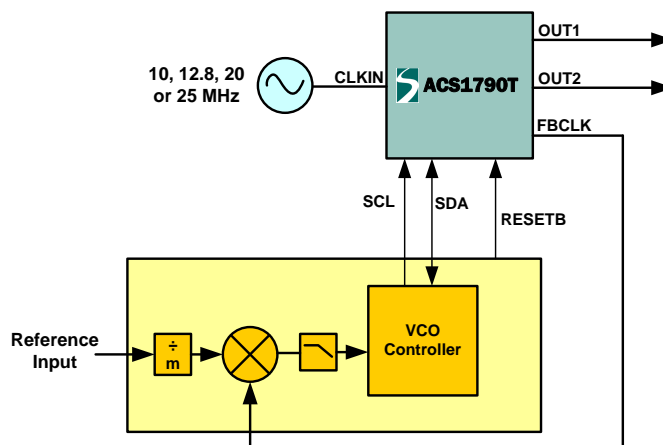 OUT1
10, 12.8, 20
or 25 MHz
CLKIN
ACS1790T
OUT2
FBCLK
SCL
SDA
RESETB
Reference
Input
÷
m
VCO
Controller